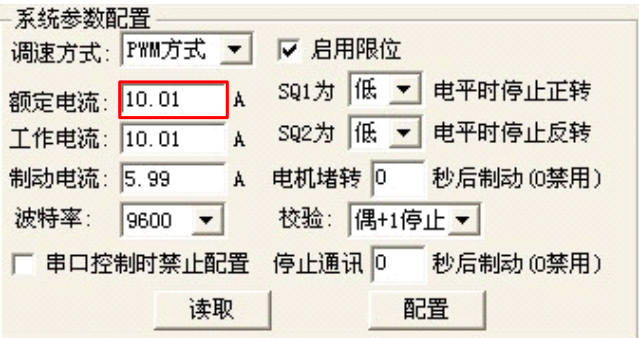 系统参数配置
调速方式: PWM方式 启用限位
额定电流: 10.01 A SQ1为 低 电平时停止正转
工作电流: 10.01 A SQ2为 低 电平时停止反转
制动电流: 5.99 A 电机堵转 0 秒后制动(0禁用)
波特率: 9600 校验: 偶+1停止
串口控制时禁止配置 停止通讯 0 秒后制动(0禁用)
读取 配置